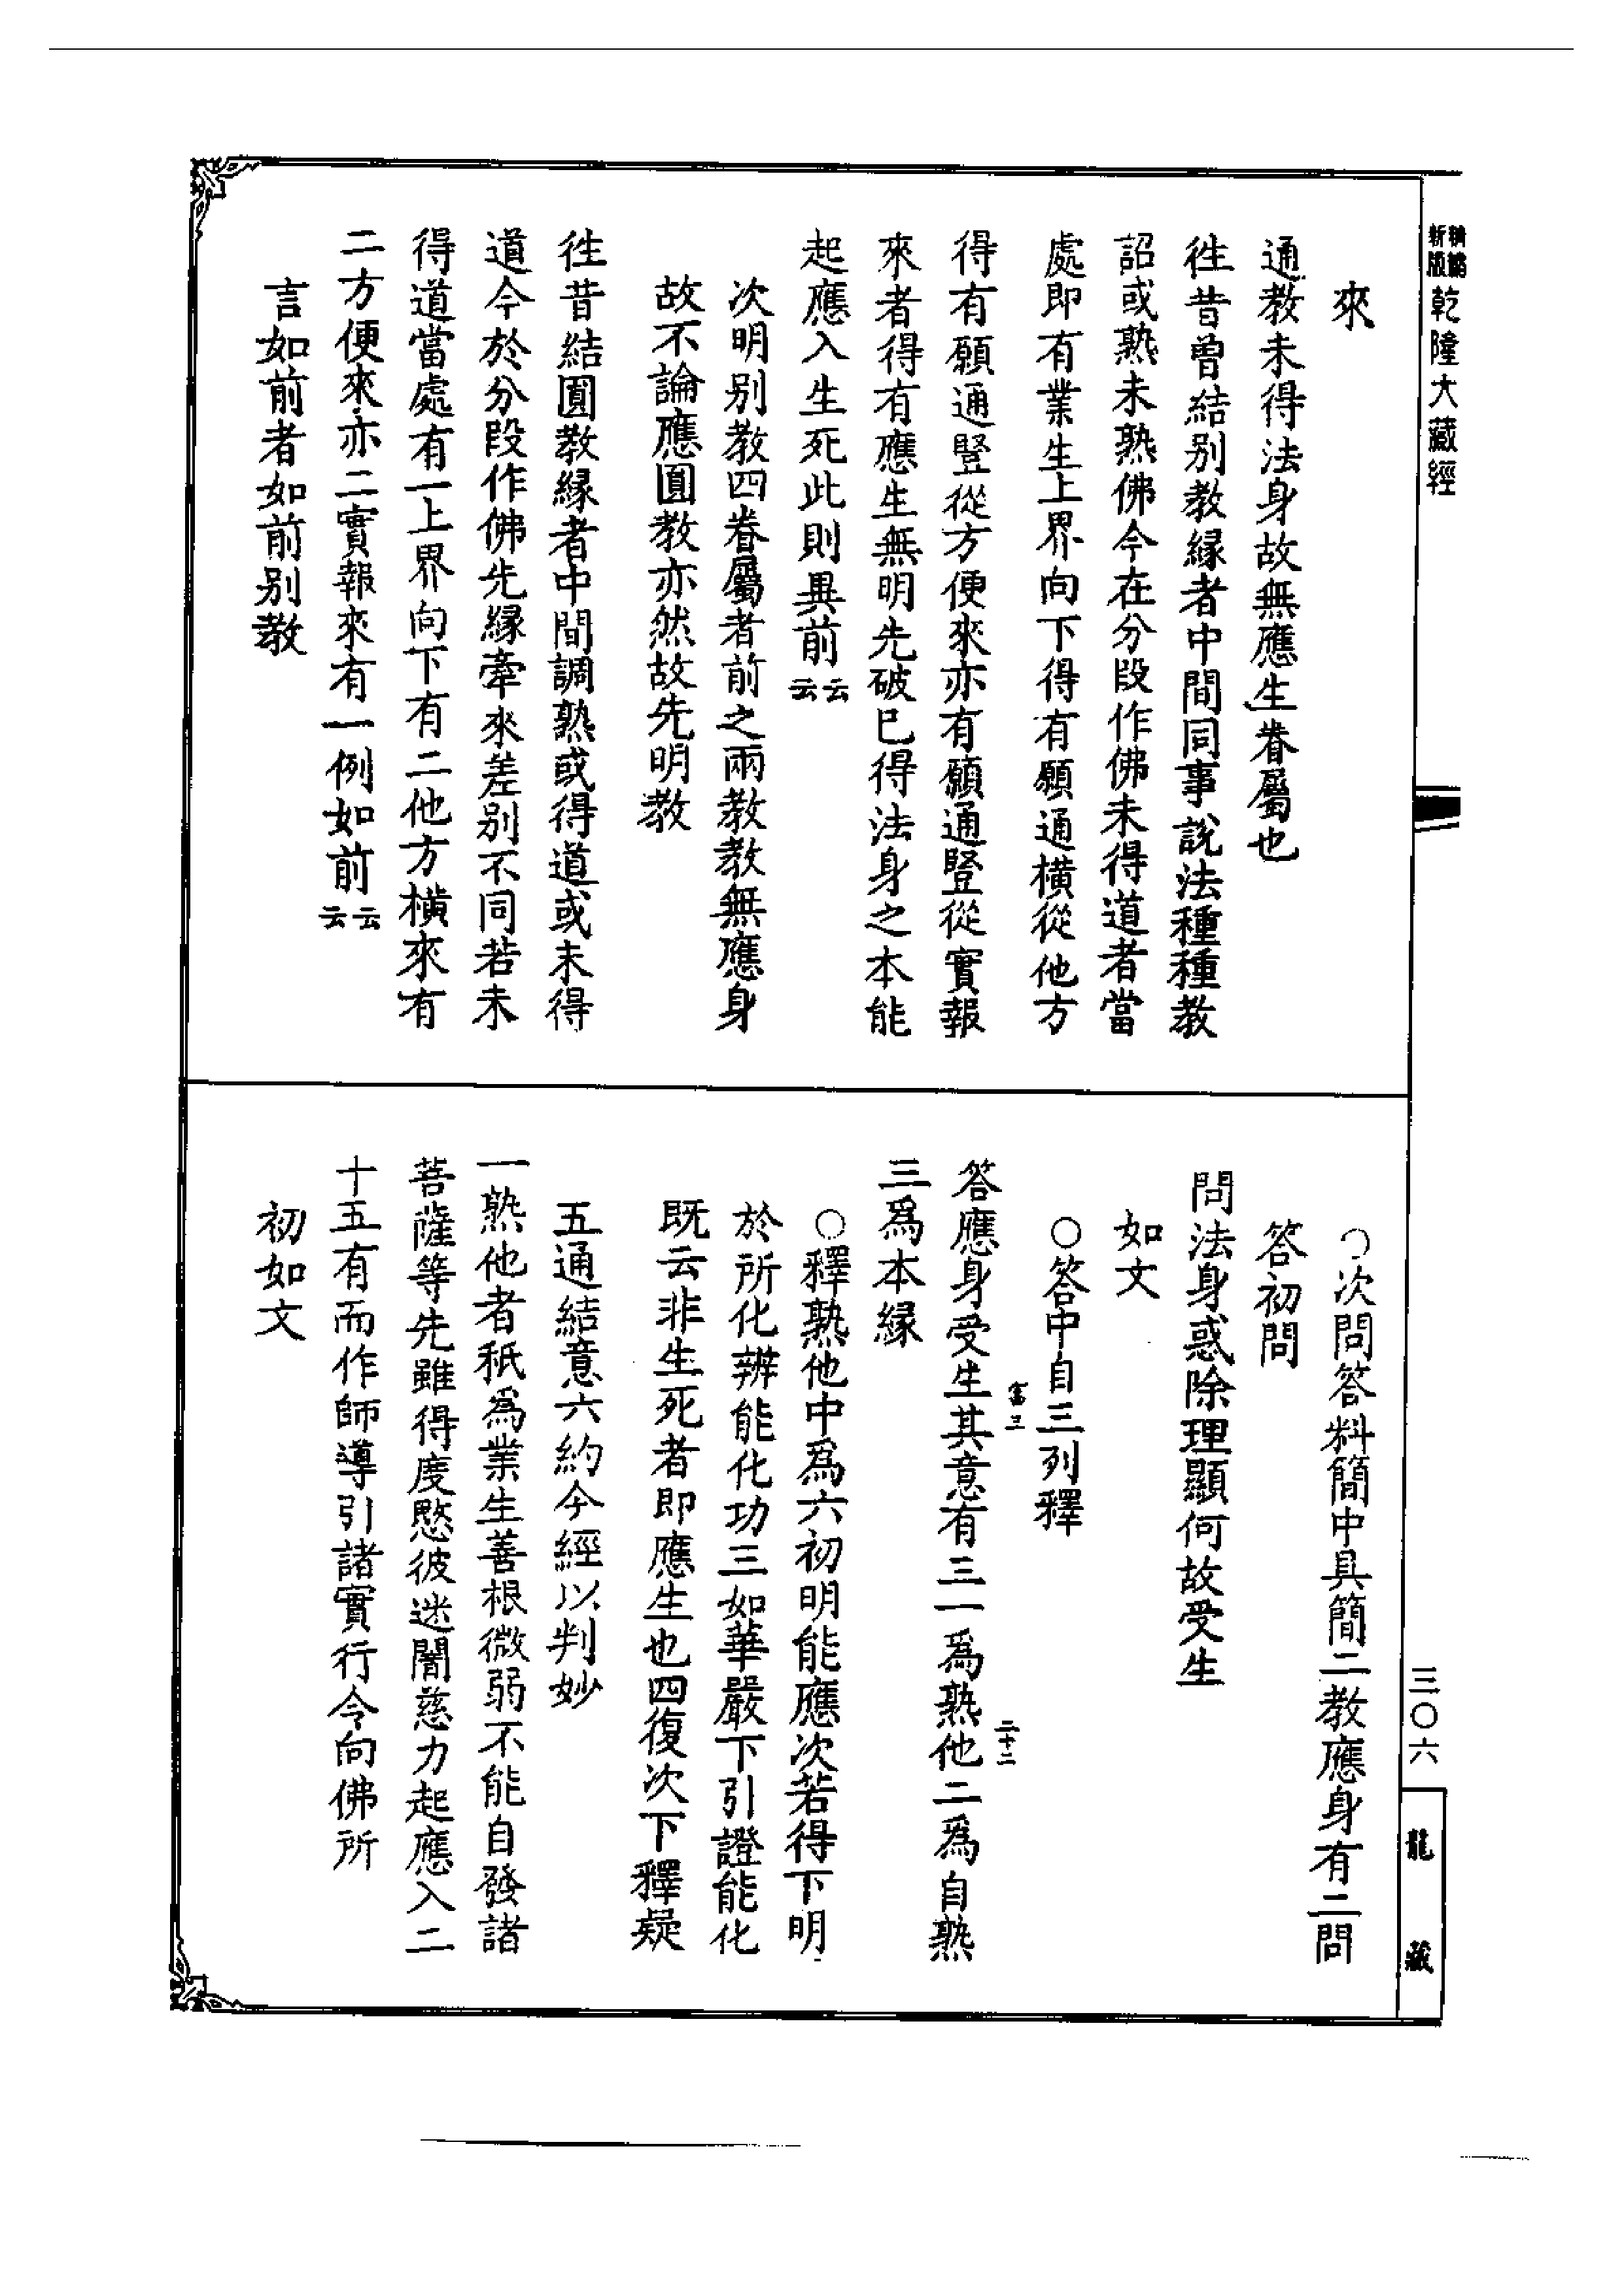 精縮
新版
乾隆大藏經
來
通教未得法身故無應生眷屬也
徃昔曾結別教縁者中間同事說法種種教
詔或熟未熟佛今在分段作佛未得道者當
處即有業生上界向下得有願通橫從他方
得有願通豎從方便來亦有願通豎從實報
來者得有應生無明先破巳得法身之本能
起應入生死此則異前云云
次明別教四眷屬者前之兩教教無應身
故不論應圓教亦然故先明教
徃昔結圓教縁者中間調熟或得道或未得
道今於分段作佛先縁牽來差別不同若未
得道當處有一上界向下有二他方橫來有
二方便來亦二實報來有一例如前云云
言如前者如前別教
○次問答料簡中具簡二教應身有二問
答初問
問法身惑除理顯何故受生
如文
○答中自三列釋
答應身受生其意有三一爲熟他二爲自熟
三爲本縁
○釋熟他中爲六初明能應次若得下明
於所化辨能化功三如華嚴下引證能化
既云非生死者即應生也四復次下釋疑
五通結意六約今經以判妙
一熟他者秖爲業生善根微弱不能自發諸
菩薩等先雖得度愍彼迷闇慈力起應入二
十五有而作師導引諸實行令向佛所
初如文
富三
二十二
三〇六
龍藏